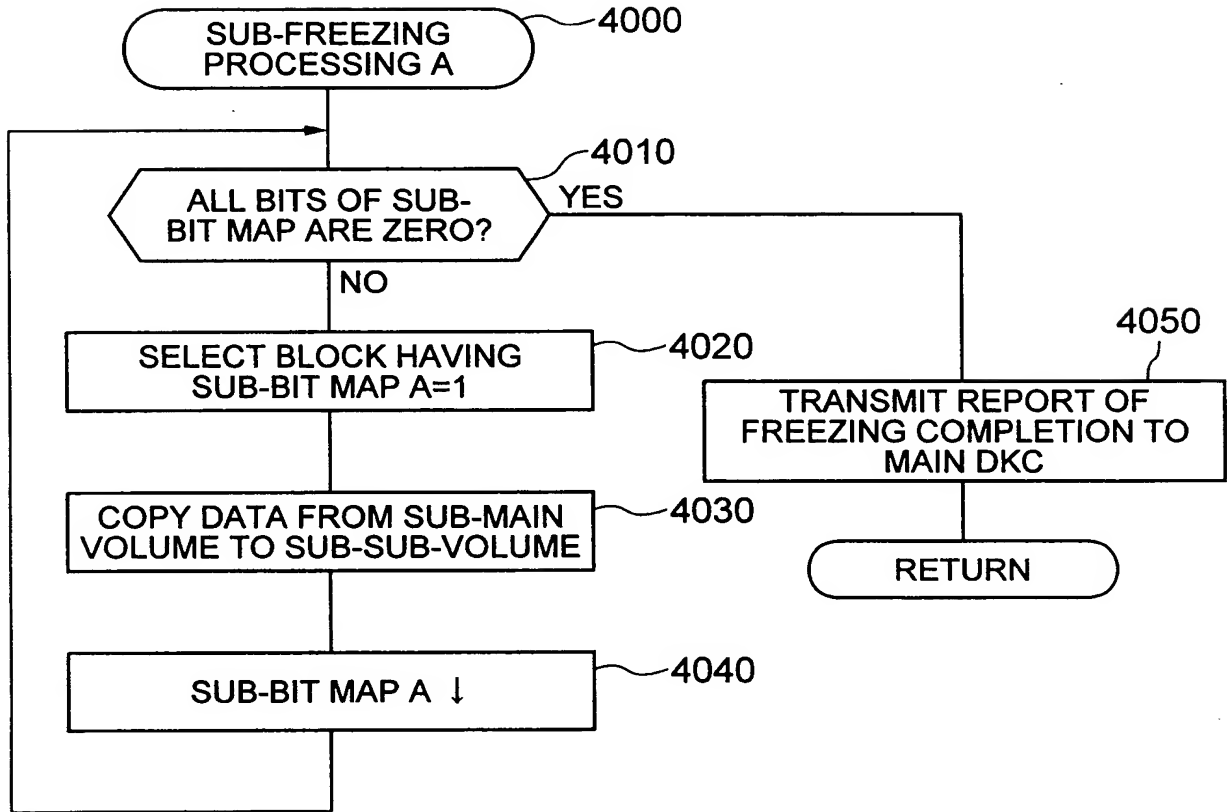 SUB-FREEZING
PROCESSING A
4000
ALL BITS OF SUB-
BIT MAP ARE ZERO?
4010
YES
NO
SELECT BLOCK HAVING
SUB-BIT MAP A=1
4020
COPY DATA FROM SUB-MAIN
VOLUME TO SUB-SUB-VOLUME
4030
SUB-BIT MAP A ↓
4040
4050
TRANSMIT REPORT OF
FREEZING COMPLETION TO
MAIN DKC
RETURN